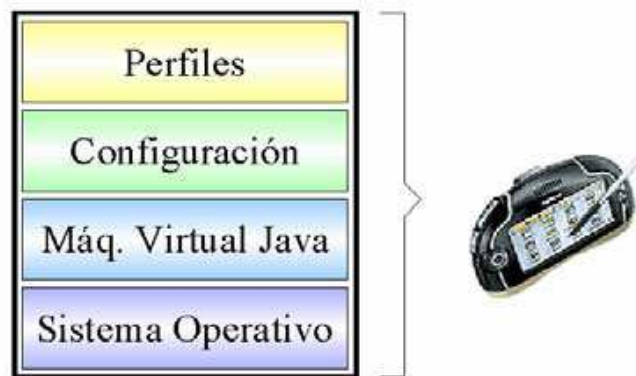 Perfiles
Configuración
Máq. Virtual Java
Sistema Operativo